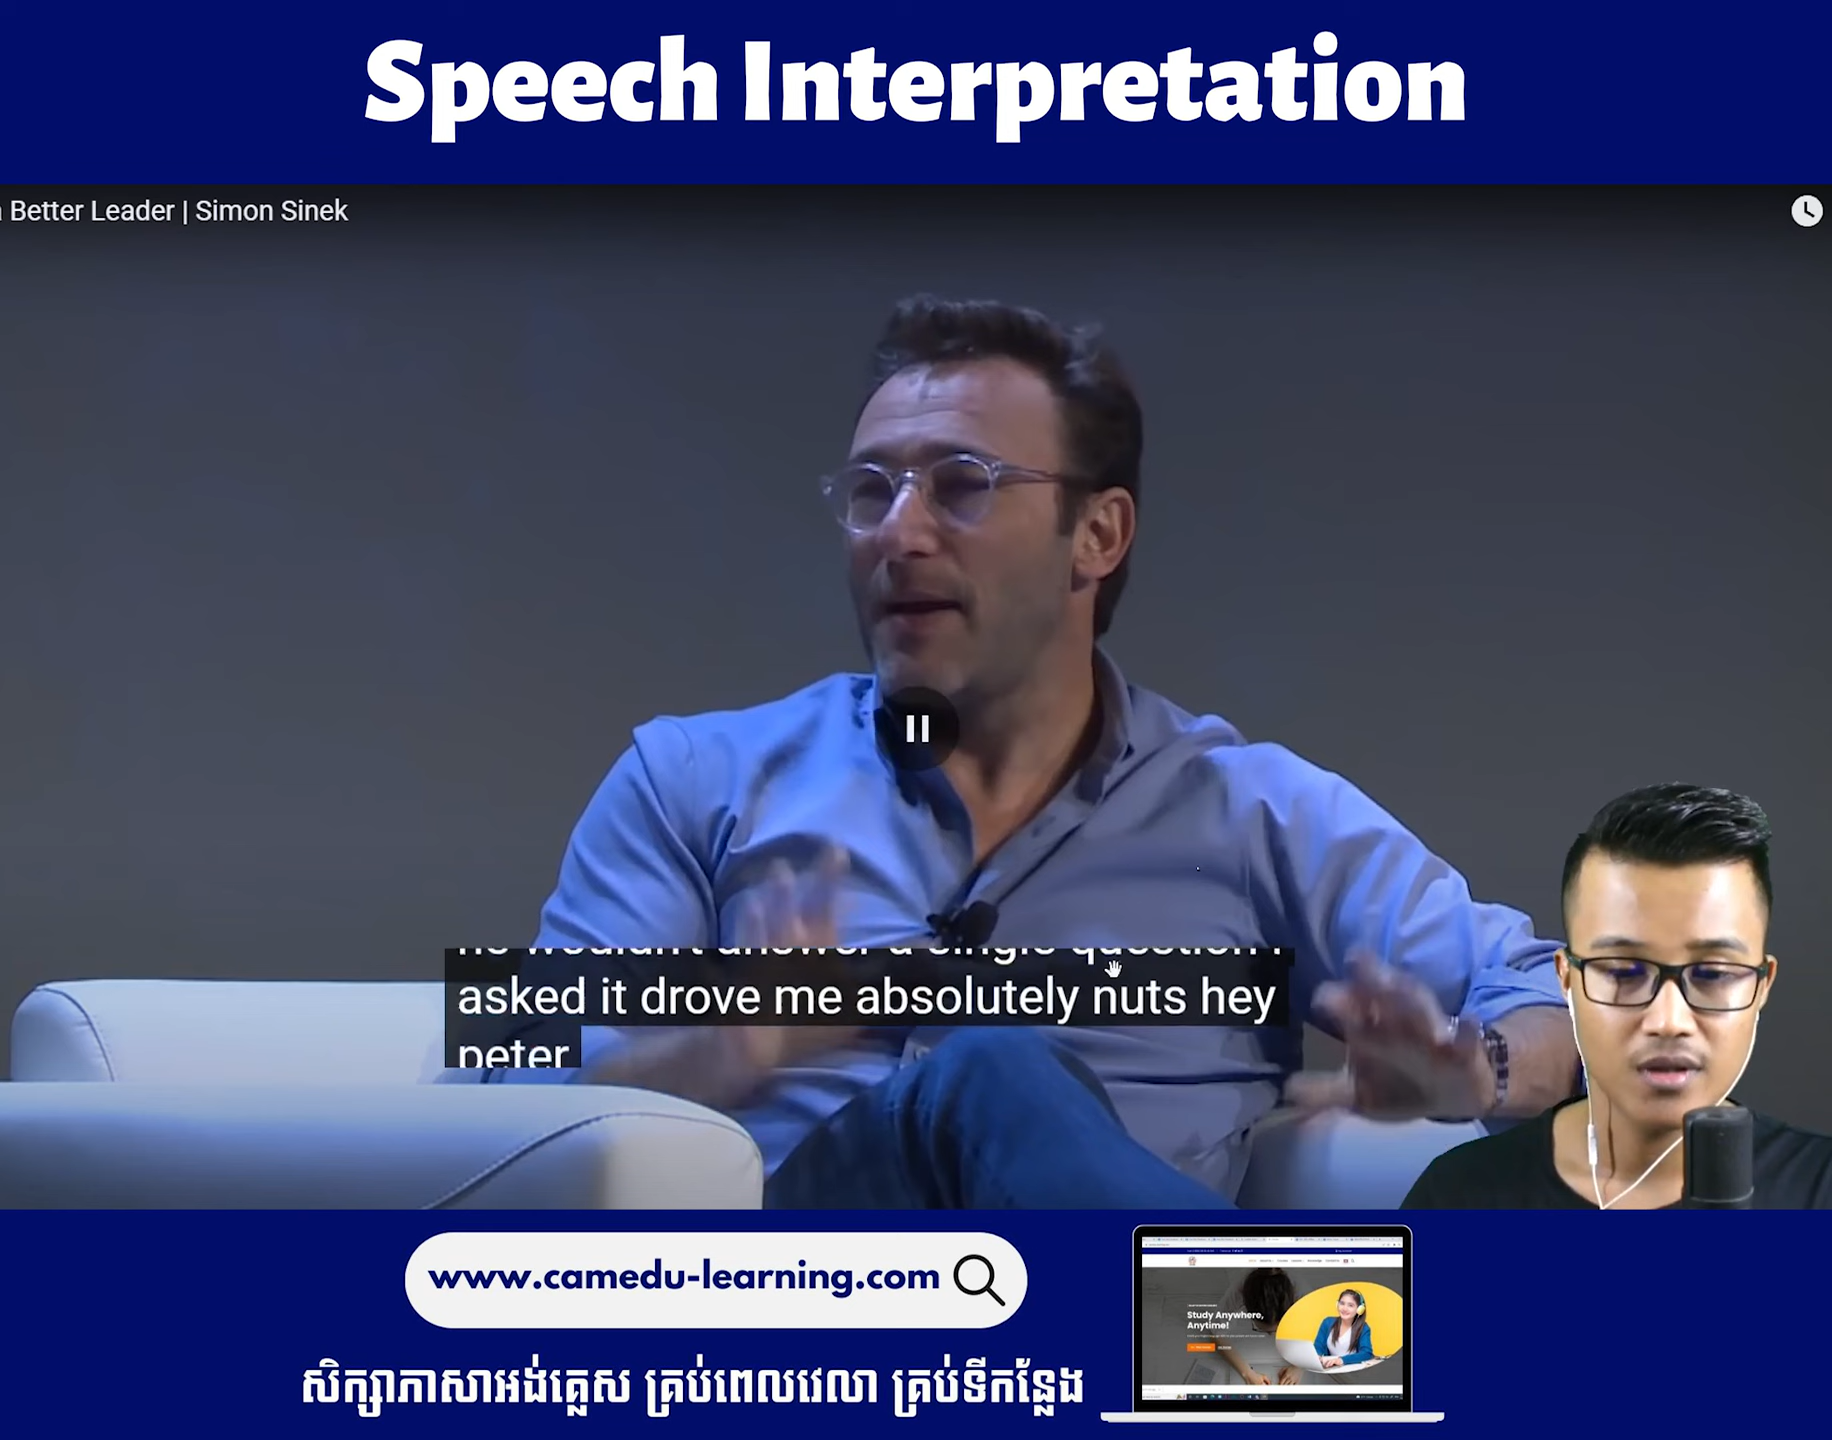 Speech Interpretation
Better Leader | Simon Sinek
asked it drove me absolutely nuts hey
peter
www.camedu-learning.com
Study Anywhere,
Anytime!
សិក្សាភាសាអង់គ្លេស គ្រប់ពេលវេលា គ្រប់ទីកន្លែង